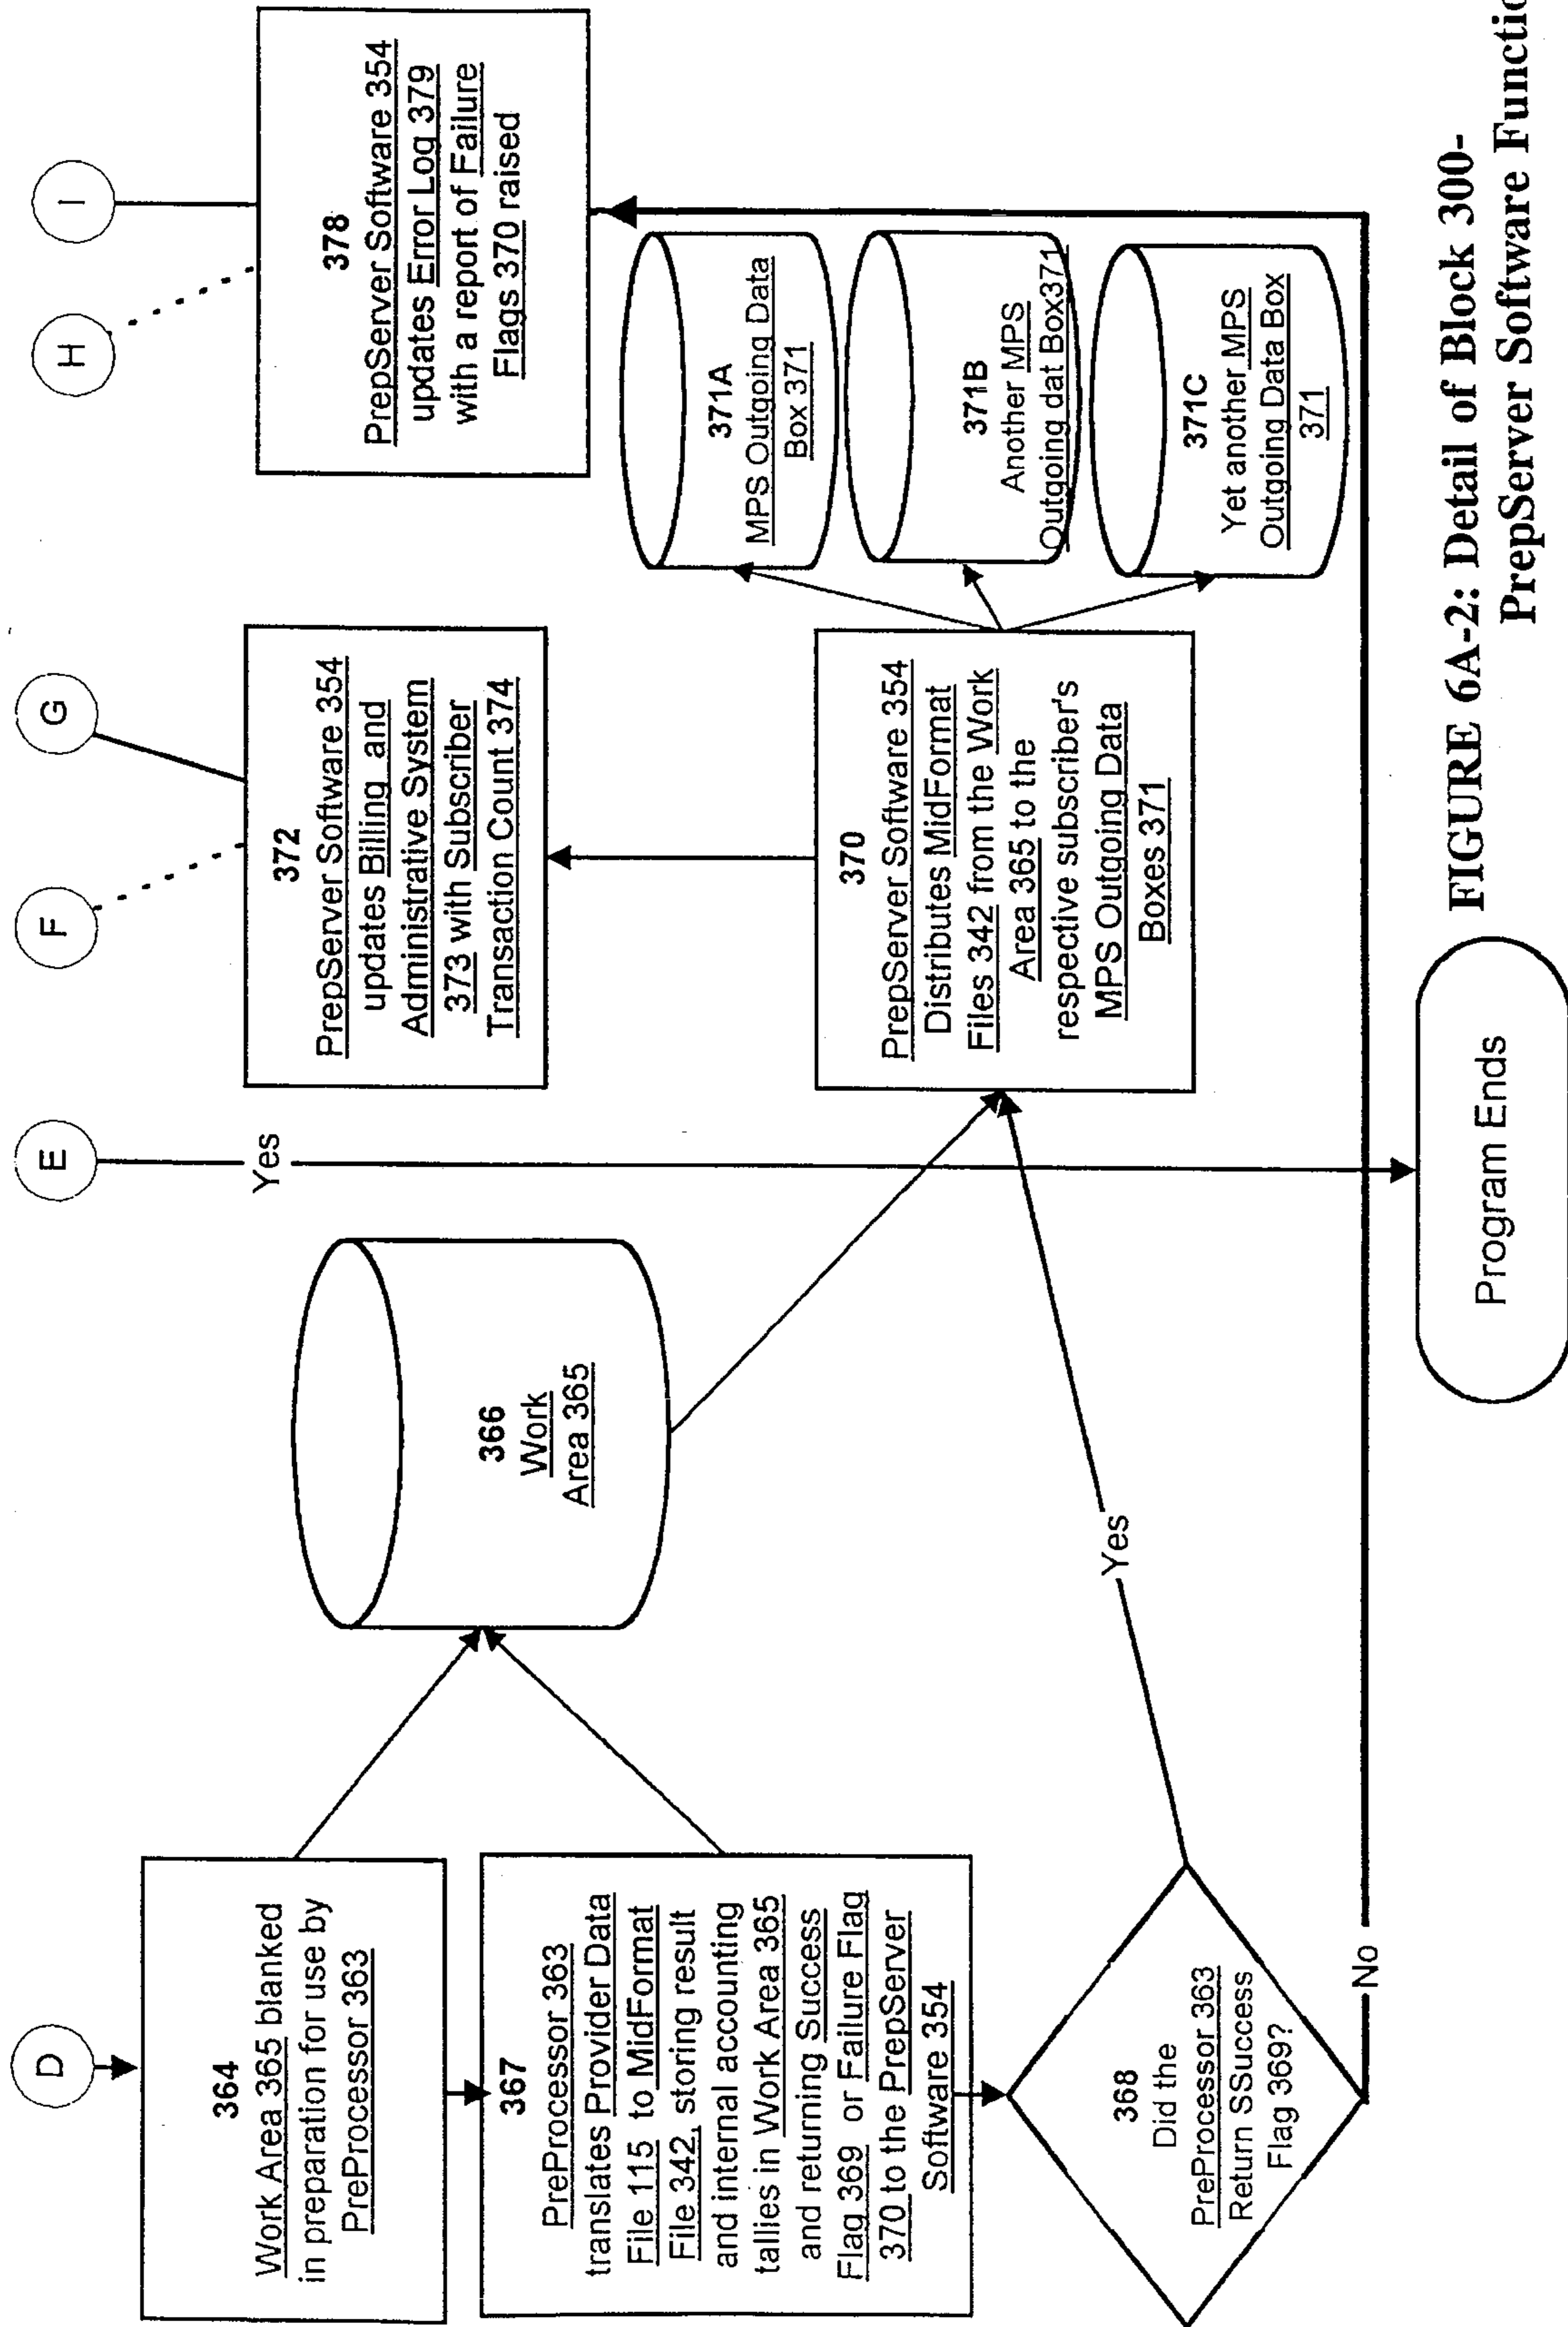 D
E
F
G
H
I
364
Work Area 365 blanked
in preparation for use by
PreProcessor 363
367
PreProcessor 363
translates Provider Data
File 115 to MidFormat
File 342, storing result
and internal accounting
tallies in Work Area 365
and returning Success
Flag 369 or Failure Flag
370 to the PrepServer
Software 354
368
Did the
PreProcessor 363
Return SSuccess
Flag 369?
Yes
No
366
Work
Area 365
Yes
372
PrepServer Software 354
updates Billing and
Administrative System
373 with Subscriber
Transaction Count 374
370
PrepServer Software 354
Distributes MidFormat
Files 342 from the Work
Area 365 to the
respective subscribers
MPS Outgoing Data
Boxes 371
378
PrepServer Software 354
updates Error Log 379
with a report of Failure
Flags 370 raised
371A
MPS Outgoing Data
Box 371
371B
Another MPS
Outgoing dat Box371
371C
Yet another MPS
Outgoing Data Box
371
Program Ends
FIGURE 6A-2: Detail of Block 300-
PrepServer Software Functio